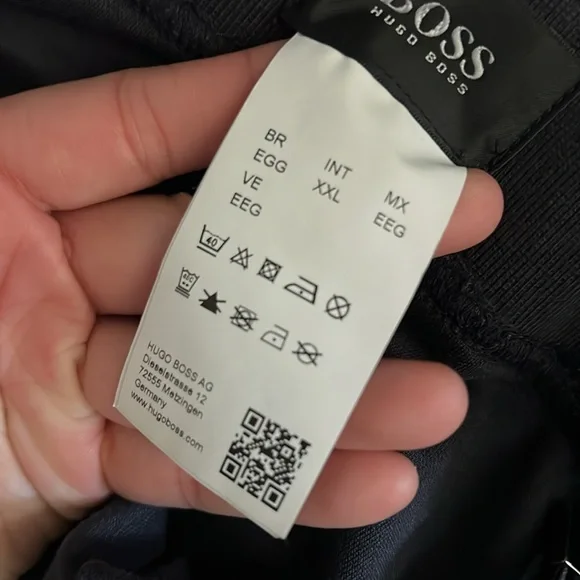 BOSS
HUGO BOSS
BR
EGG
INT
XXL
MX
EEG
VE
EEG
40
HUGO BOSS AG
Dieselstrasse 12
72555 Metzingen
Germany
www.hugoboss.com